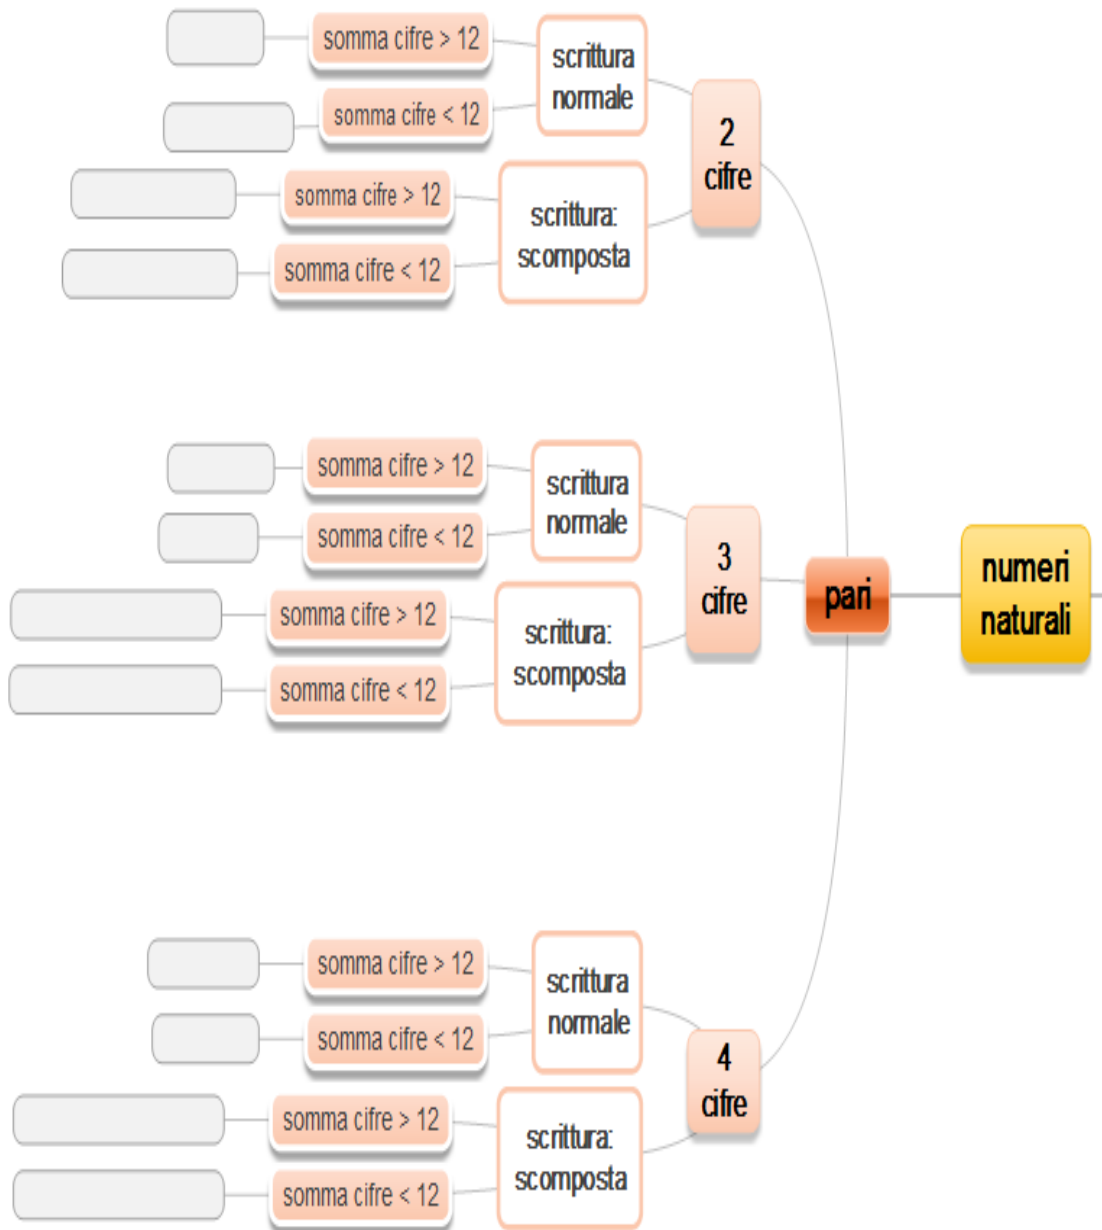 somma cifre > 12
scrittura
normale
somma cifre < 12
2
cifre
somma cifre > 12
scrittura:
scomposta
somma cifre < 12
somma cifre > 12
scrittura
normale
somma cifre < 12
3
cifre
somma cifre > 12
scrittura:
scomposta
somma cifre < 12
pari
numeri
naturali
somma cifre > 12
scrittura
normale
somma cifre < 12
4
cifre
somma cifre > 12
scrittura:
scomposta
somma cifre < 12